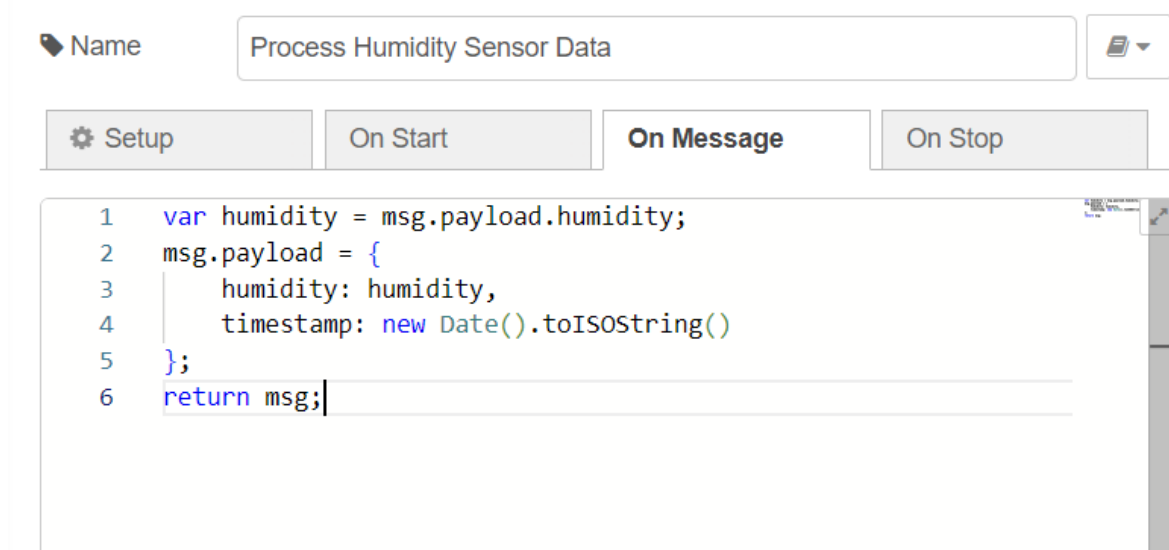 Name
Process Humidity Sensor Data
Setup
On Start
On Message
On Stop
1 var humidity = msg.payload.humidity;
2 msg.payload = {
3     humidity: humidity,
4     timestamp: new Date().toISOString()
5 };
6 return msg;